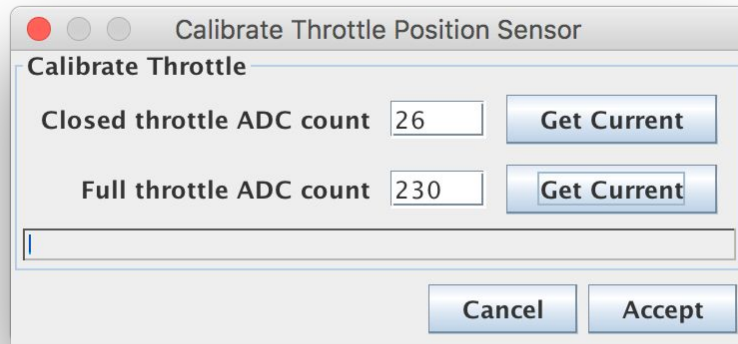 Calibrate Throttle Position Sensor
Calibrate Throttle
Closed throttle ADC count 26 Get Current
Full throttle ADC count 230 Get Current
Cancel Accept